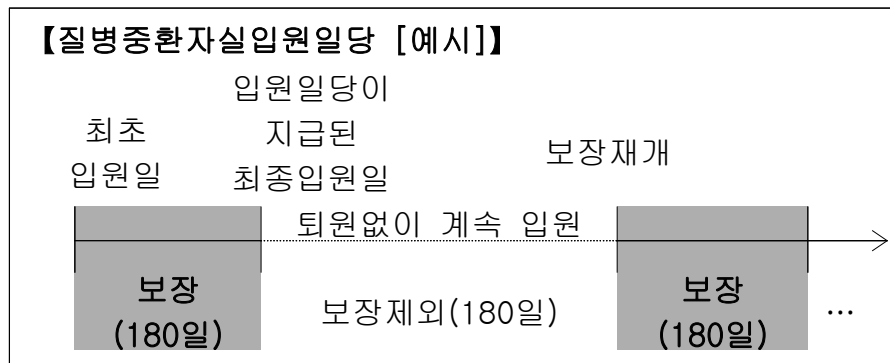 【질병중환자실입원일당 [예시]】
최초
입원일
입원일당이
지급된
최종입원일
보장재개
퇴원없이 계속 입원
보장
(180일)
보장제외(180일)
보장
(180일)
…